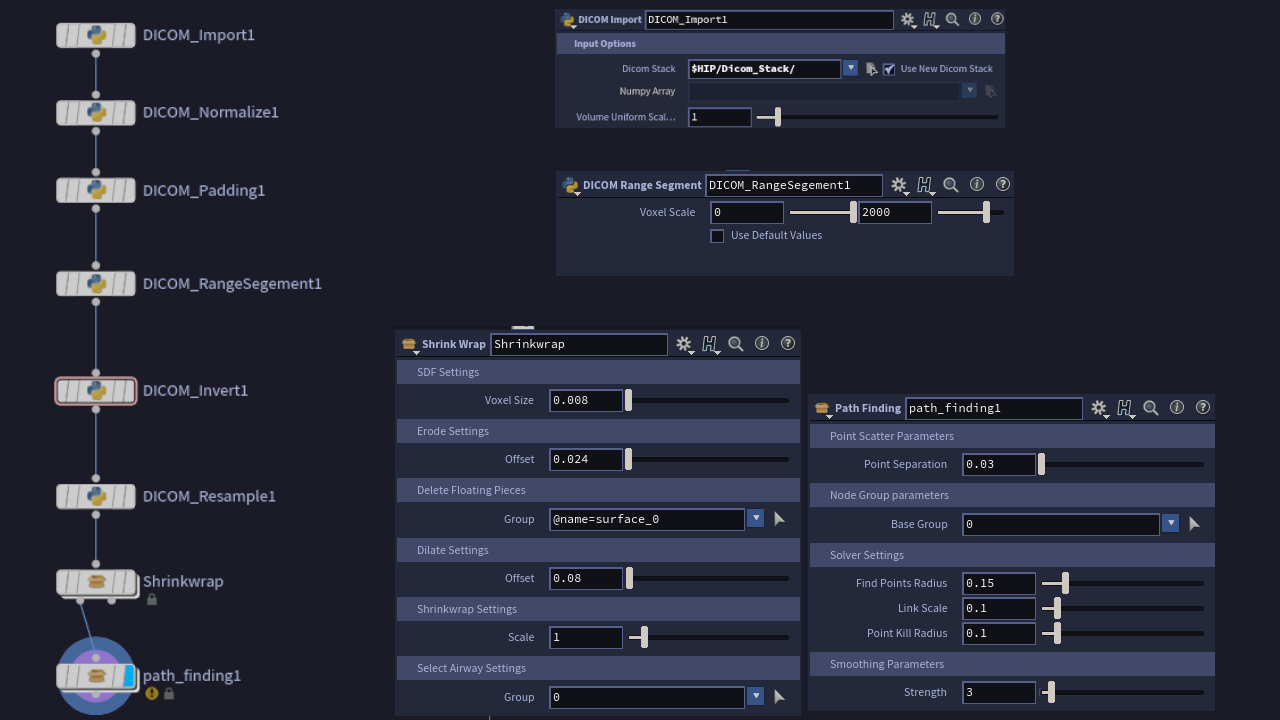 DICOM_Import1
DICOM_Normalize1
DICOM_Padding1
DICOM_RangeSegement1
DICOM_Invert1
DICOM_Resample1
Shrinkwrap
path_finding1
DICOM Import DICOM_Import1
Input Options
Dicom Stack $HIP/Dicom_Stack/ Use New Dicom Stack
Numpy Array
Volume Uniform Scal... 1
DICOM Range Segment DICOM_RangeSegement1
Voxel Scale 0 2000
Use Default Values
Shrink Wrap Shrinkwrap
SDF Settings
Voxel Size 0.008
Erode Settings
Offset 0.024
Delete Floating Pieces
Group @name=surface_0
Dilate Settings
Offset 0.08
Shrinkwrap Settings
Scale 1
Select Airway Settings
Group 0
Path Finding path_finding1
Point Scatter Parameters
Point Separation 0.03
Node Group parameters
Base Group 0
Solver Settings
Find Points Radius 0.15
Link Scale 0.1
Point Kill Radius 0.1
Smoothing Parameters
Strength 3